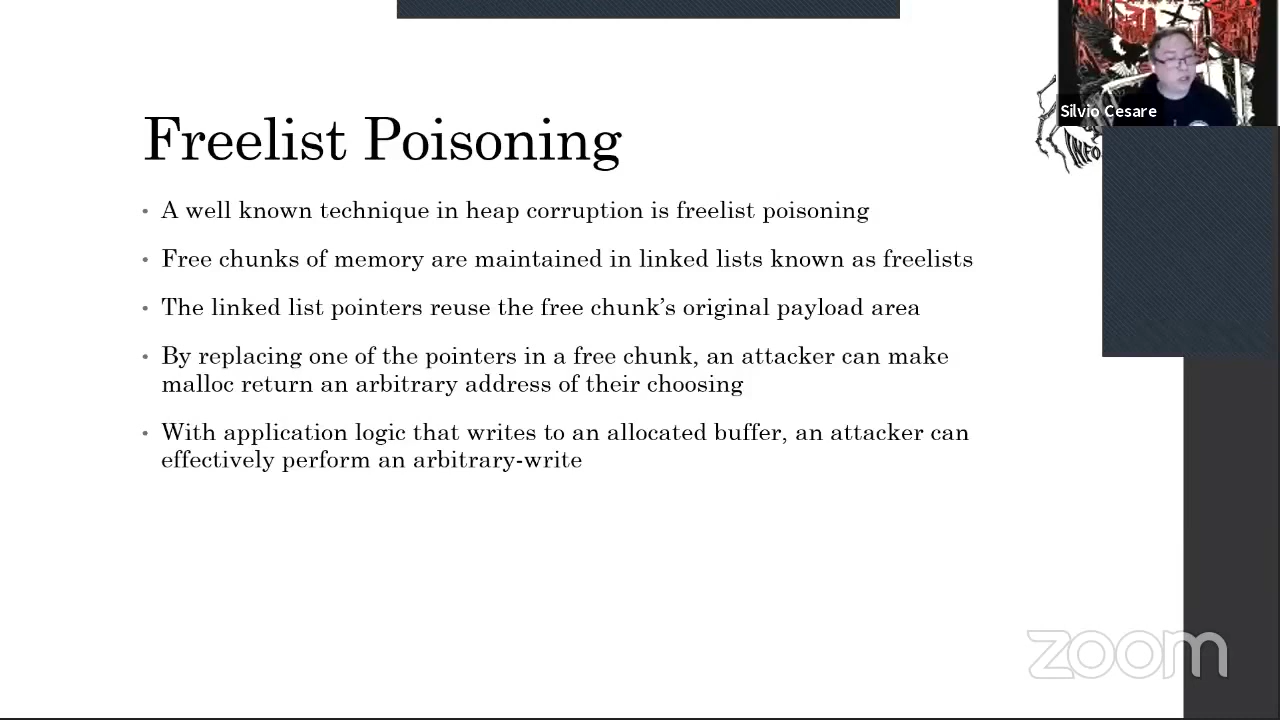 Freelist Poisoning
Silvio Cesare
INFO
• A well known technique in heap corruption is freelist poisoning
• Free chunks of memory are maintained in linked lists known as freelists
• The linked list pointers reuse the free chunk’s original payload area
• By replacing one of the pointers in a free chunk, an attacker can make
malloc return an arbitrary address of their choosing
• With application logic that writes to an allocated buffer, an attacker can
effectively perform an arbitrary-write
zoom